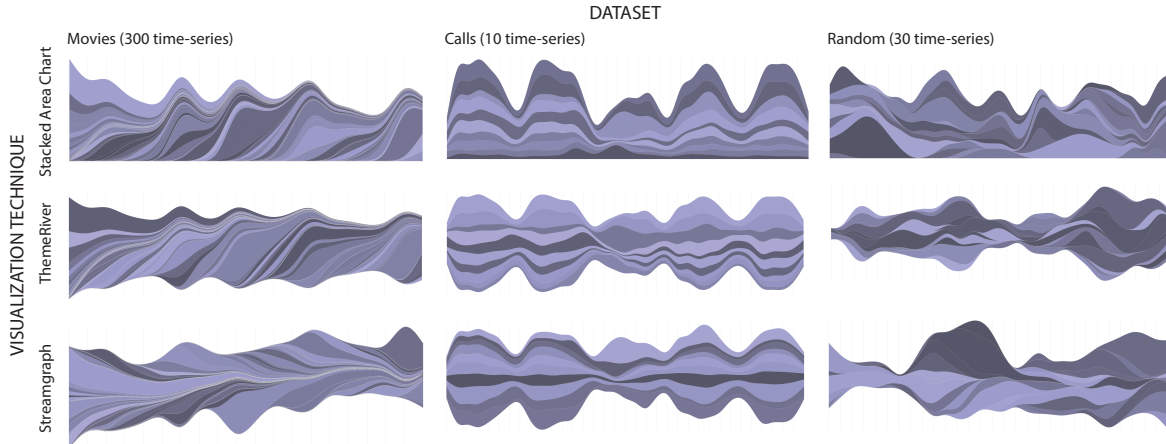 DATASET
Movies (300 time-series)
Calls (10 time-series)
Random (30 time-series)
VISUALIZATION TECHNIQUE
Stacked Area Chart
ThemeRiver
Streamgraph